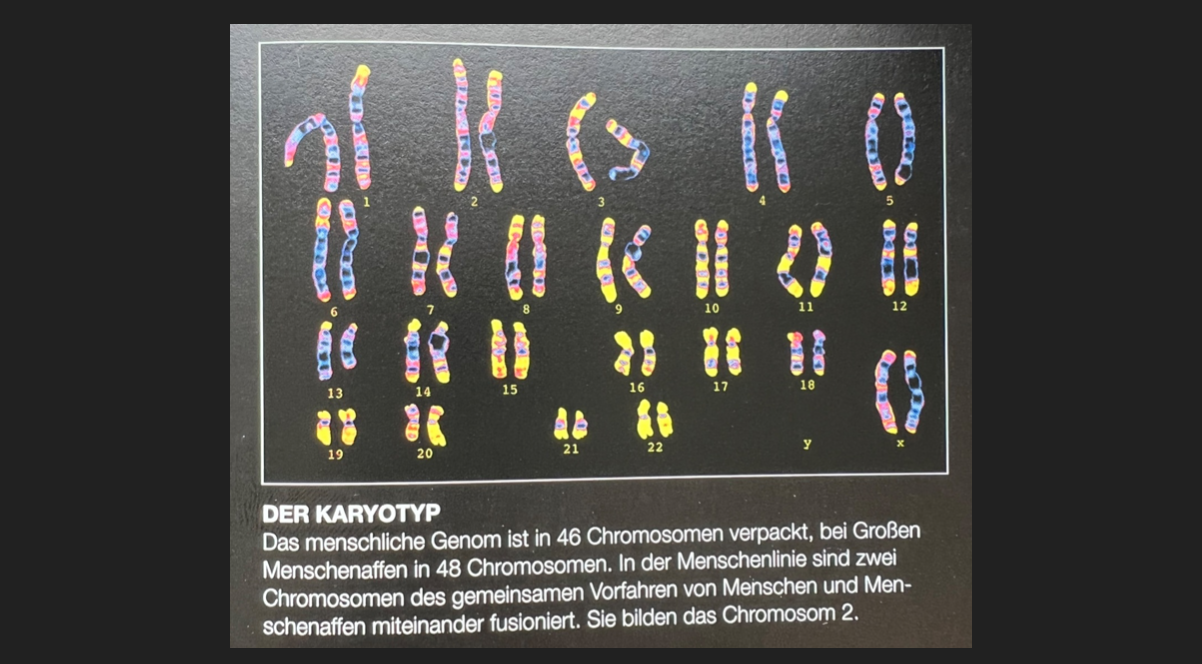 1 2 3 4 5
6 7 8 9 10 11 12
13 14 15 16 17 18
19 20 21 22 y x
DER KARYOTYP
Das menschliche Genom ist in 46 Chromosomen verpackt, bei Großen
Menschenaffen in 48 Chromosomen. In der Menschenlinie sind zwei
Chromosomen des gemeinsamen Vorfahren von Menschen und Men-
schenaffen miteinander fusioniert. Sie bilden das Chromosom 2.